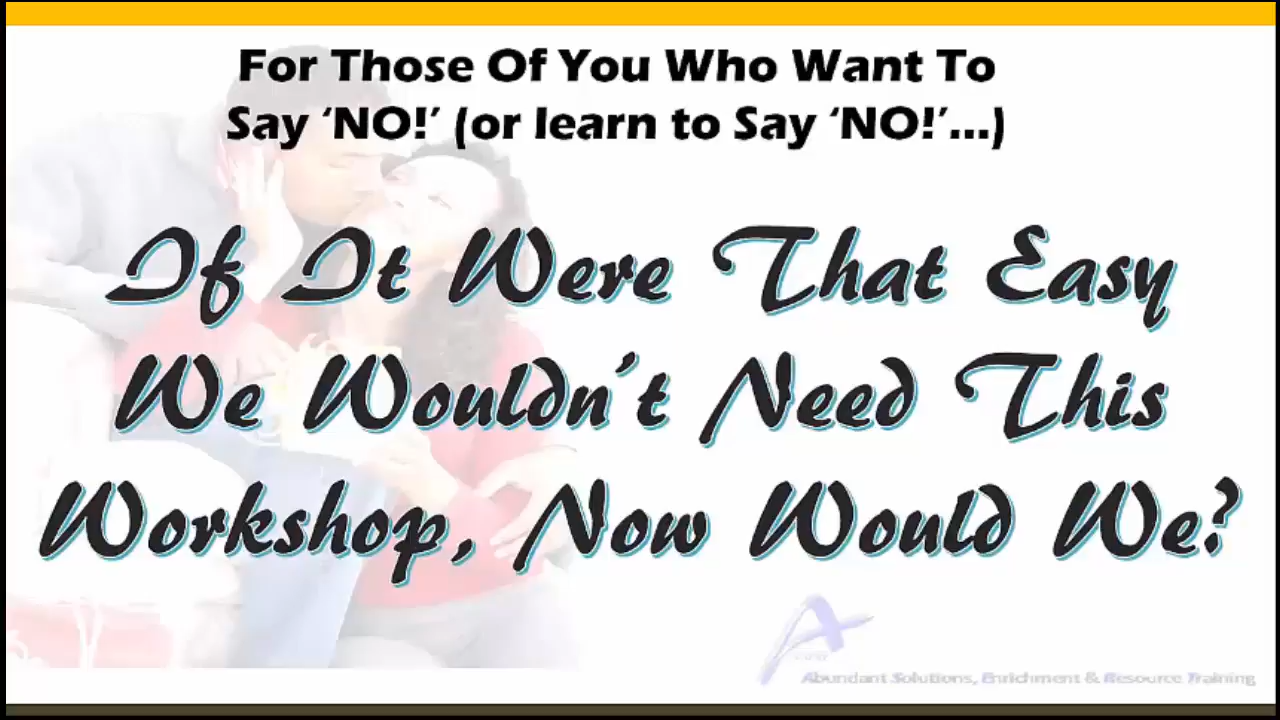 For Those Of You Who Want To
Say ‘NO!’ (or learn to Say ‘NO!’...)
If It Were That Easy
We Wouldn’t Need This
Workshop, Now Would We?
Abundant Solutions, Enrichment & Resource Training